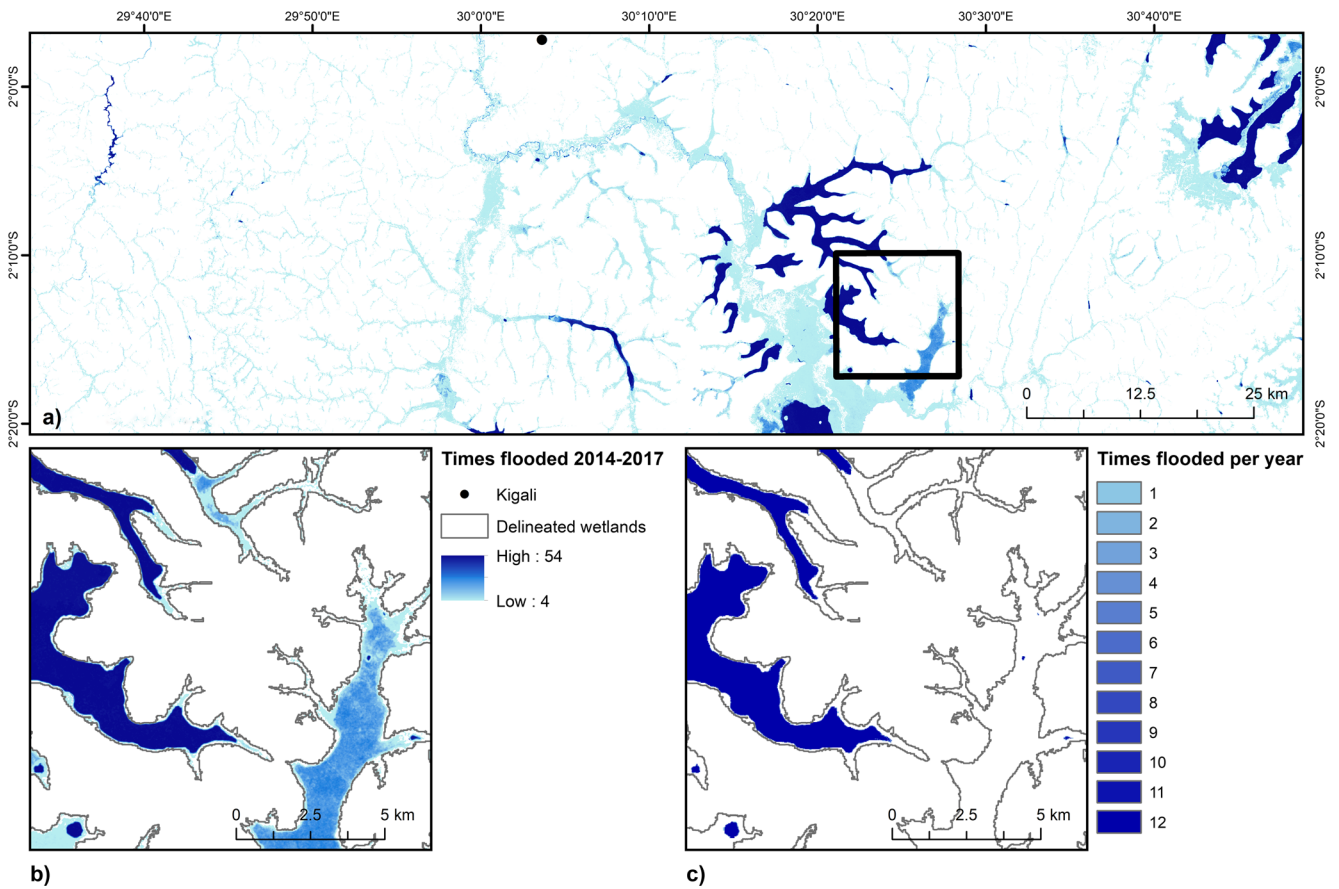 29°40'0"E 29°50'0"E 30°0'0"E 30°10'0"E 30°20'0"E 30°30'0"E 30°40'0"E
2°0'0"S 2°0'0"S
2°10'0"S 2°10'0"S
2°20'0"S 2°20'0"S
0 12.5 25 km
a)
Times flooded 2014-2017
Kigali
Delineated wetlands
High : 54
Low : 4
0 2.5 5 km
b)
0 2.5 5 km
c)
Times flooded per year
1
2
3
4
5
6
7
8
9
10
11
12